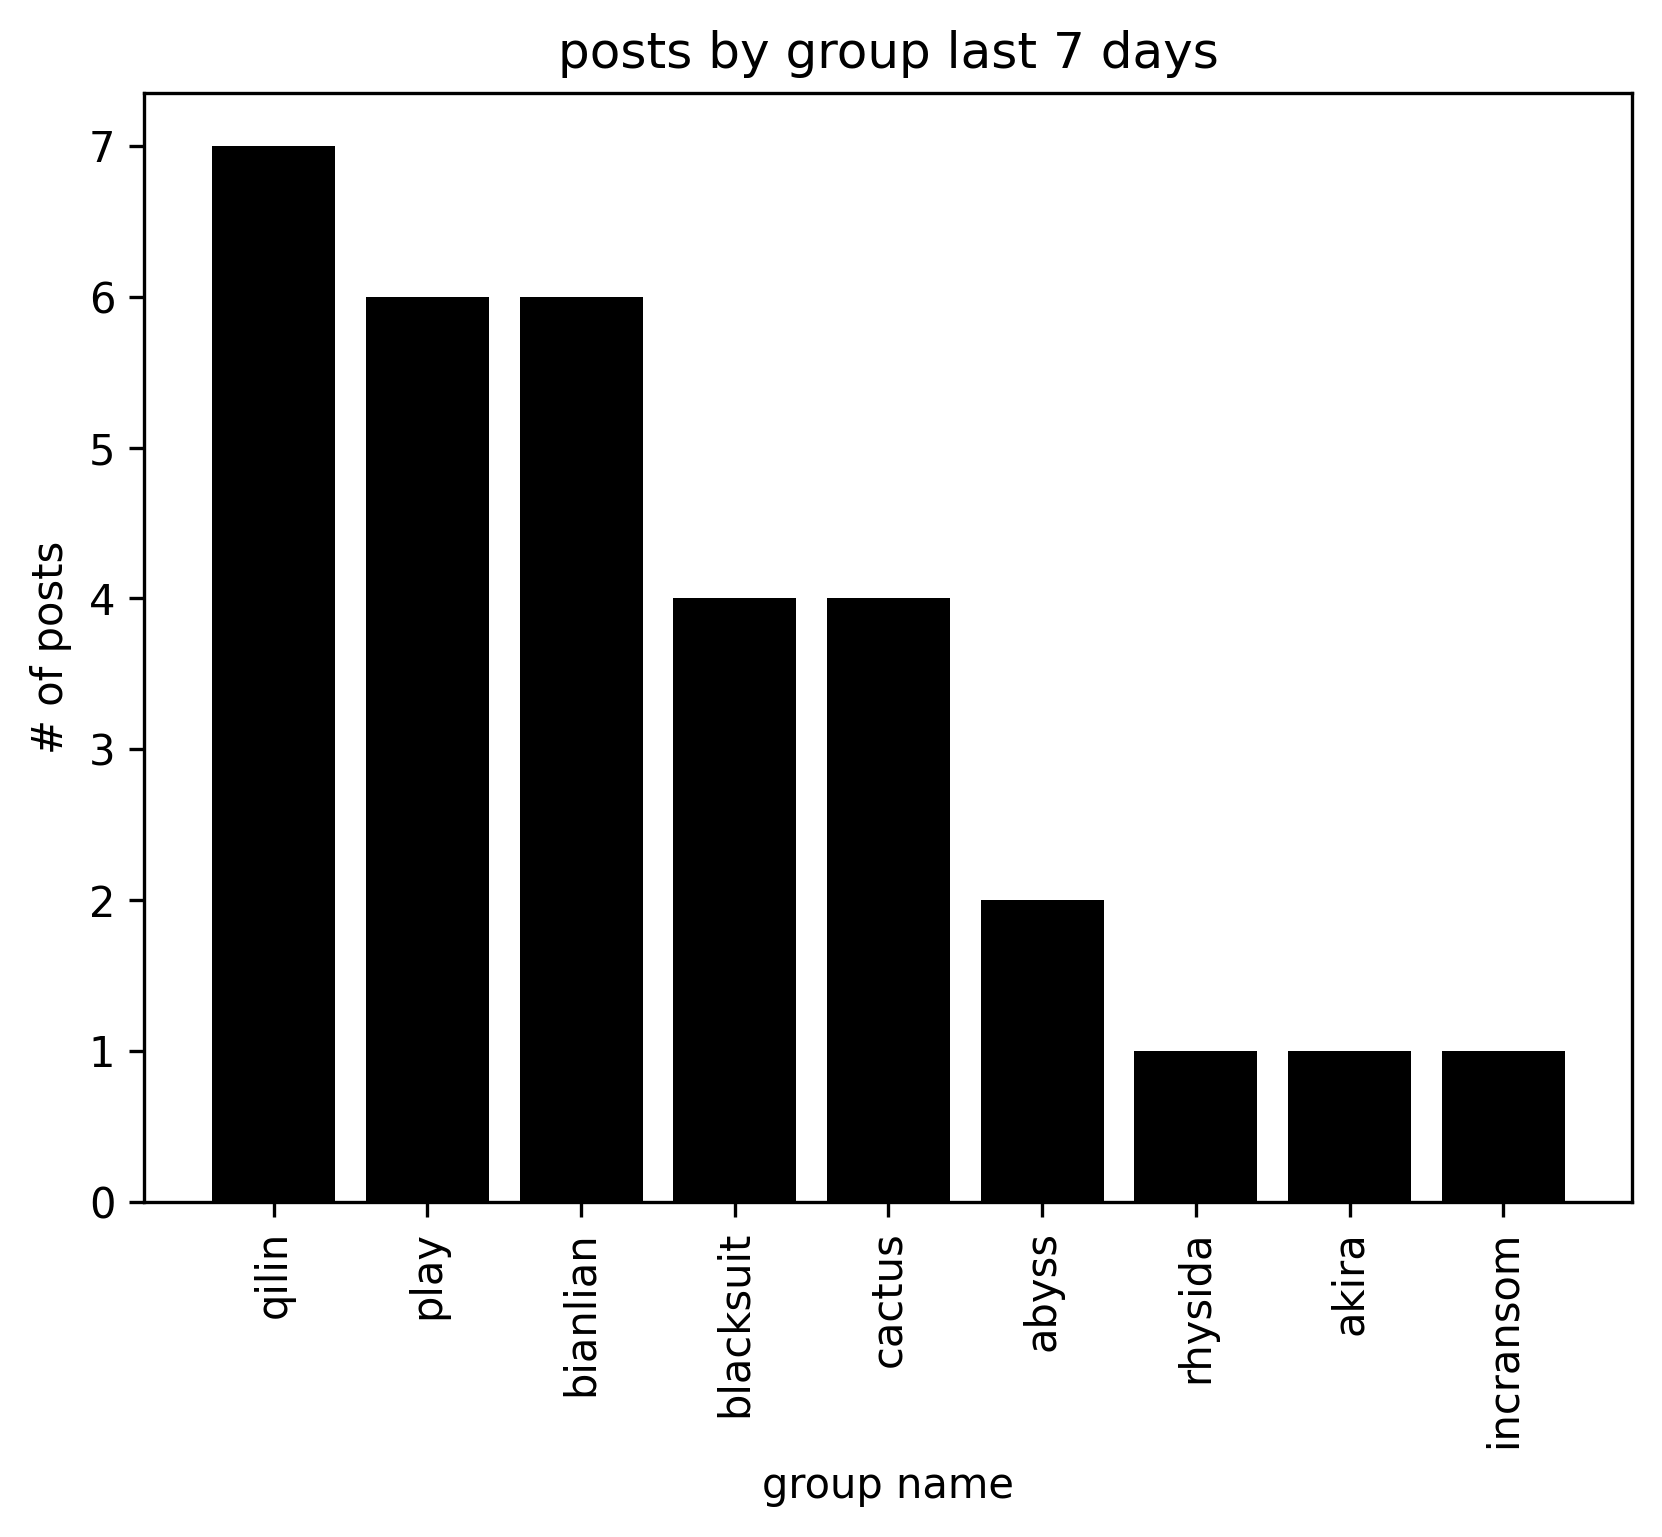 posts by group last 7 days
# of posts
7
6
5
4
3
2
1
0
qilin
play
bianlian
blacksuit
cactus
abyss
rhysida
akira
incransom
group name